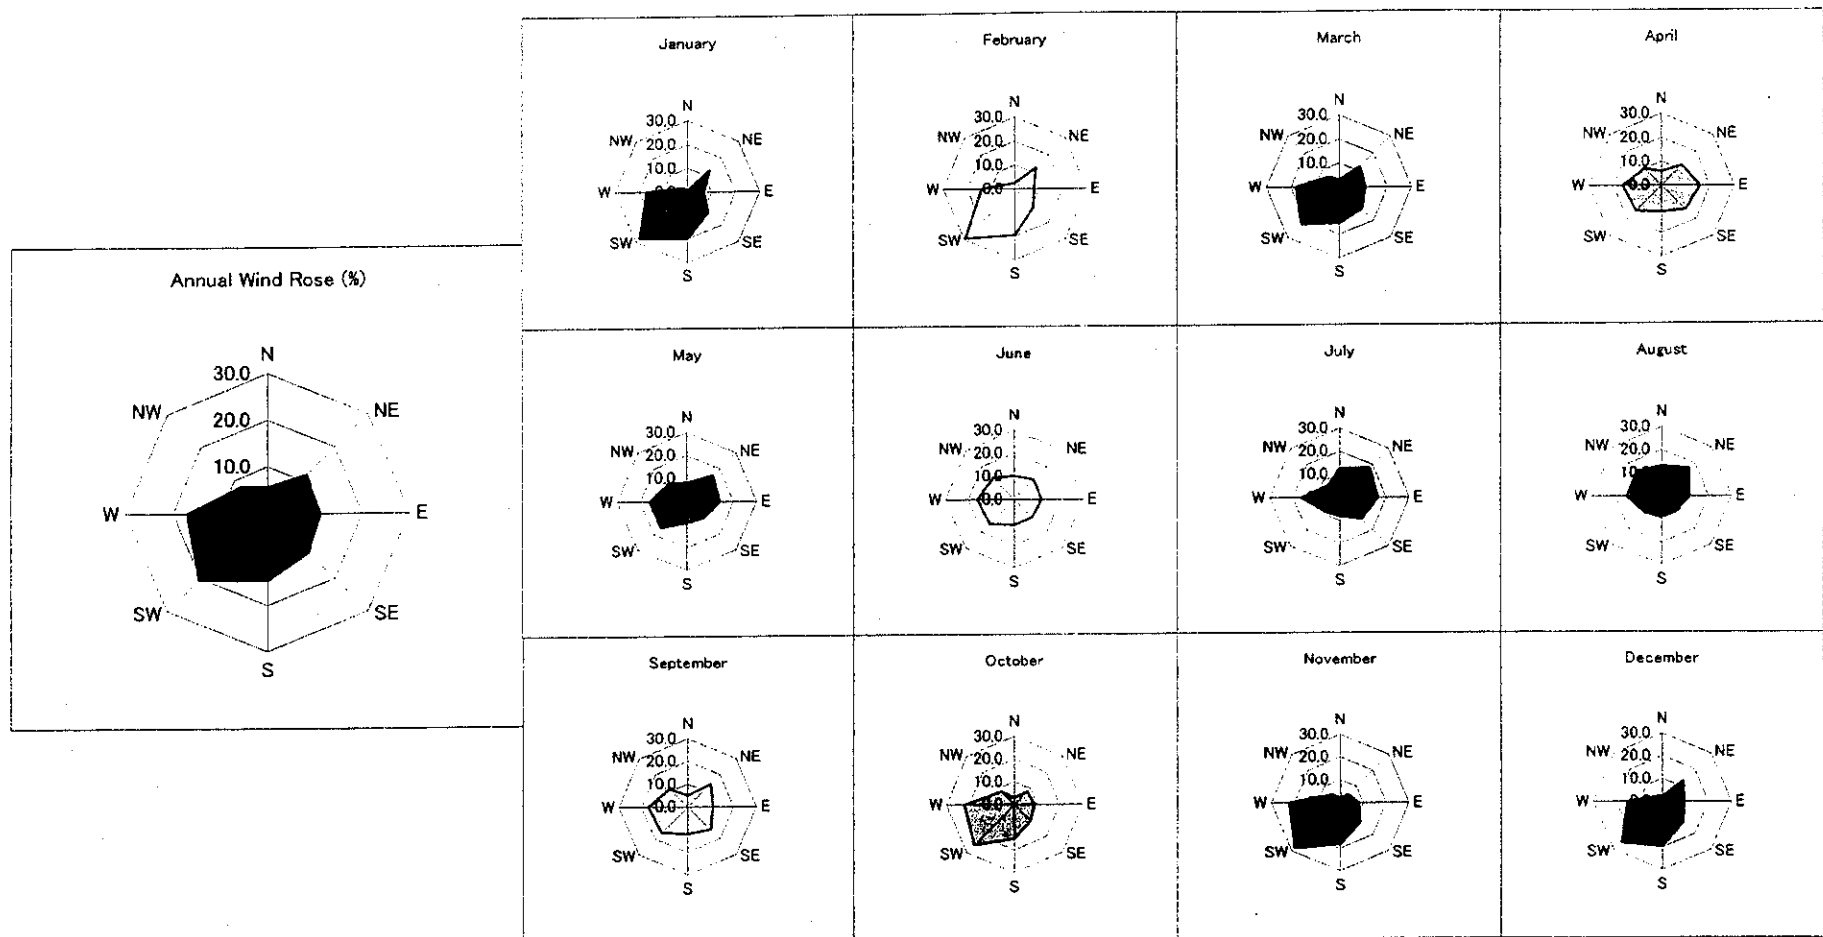 Annual Wind Rose (%)
N
30.0
NW
NE
20.0
10.0
W
E
SW
SE
S
January
N
30.0
NW
NE
20.0
10.0
0.0
W
E
SW
SE
S
February
N
30.0
NW
NE
20.0
10.0
0.0
W
E
SW
SE
S
March
N
30.0
NW
NE
20.0
10.0
W
E
SW
SE
S
April
N
30.0
NW
NE
20.0
10.0
0.0
W
E
SW
SE
S
May
N
30.0
NW
NE
20.0
10.0
W
E
SW
SE
S
June
N
30.0
NW
NE
20.0
10.0
0.0
W
E
SW
SE
S
July
N
30.0
NW
NE
20.0
10.0
W
E
SW
SE
S
August
N
30.0
NW
NE
20.0
W
E
SW
SE
S
September
N
30.0
NW
NE
20.0
10.0
0.0
W
E
SW
SE
S
October
N
30.0
NW
NE
20.0
10.0
0.0
W
E
SW
SE
S
November
N
30.0
NW
NE
20.0
10.0
W
E
SW
SE
S
December
N
30.0
NW
NE
20.0
10.0
W
E
SW
SE
S